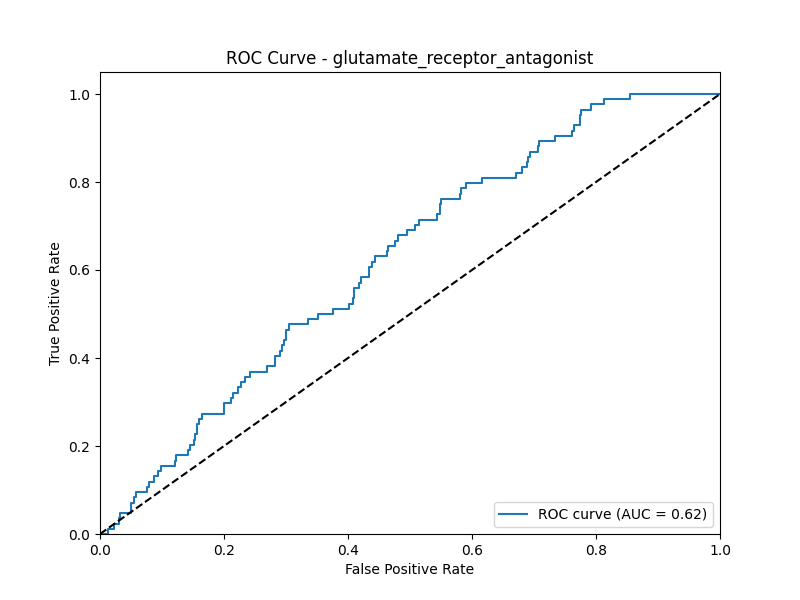 ROC Curve - glutamate_receptor_antagonist
True Positive Rate
1.0
0.8
0.6
0.4
0.2
0.0
ROC curve (AUC = 0.62)
0.0 0.2 0.4 0.6 0.8 1.0
False Positive Rate